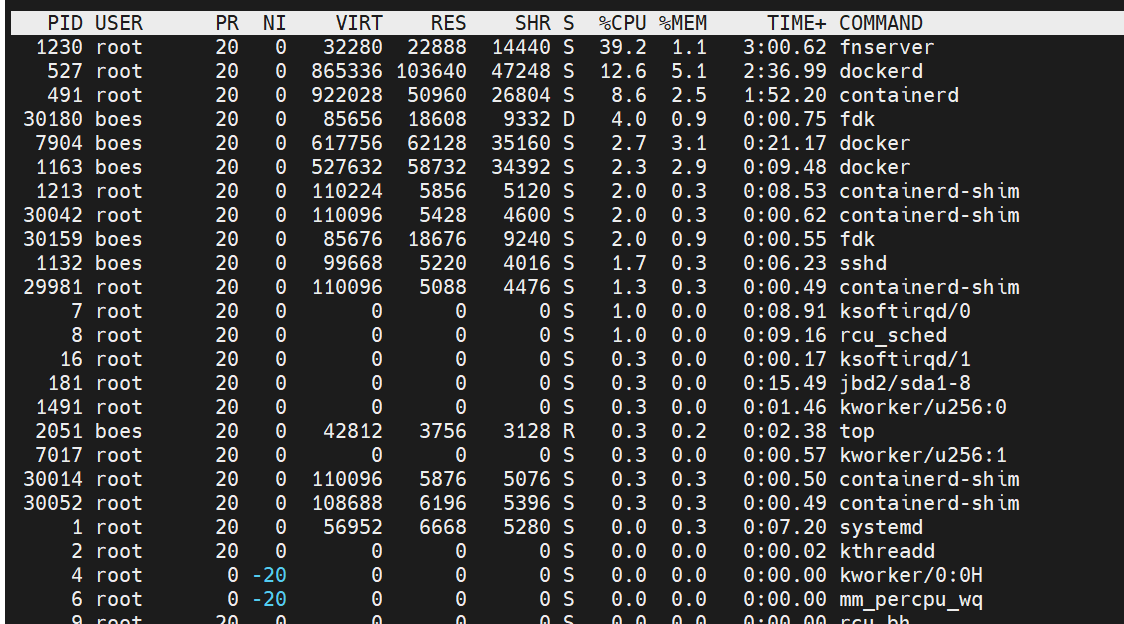 PID USER PR NI VIRT RES SHR S %CPU %MEM TIME+ COMMAND
1230 root 20 0 32280 22888 14440 S 39.2 1.1 3:00.62 fnserver
527 root 20 0 865336 103640 47248 S 12.6 5.1 2:36.99 dockerd
491 root 20 0 922028 50960 26804 S 8.6 2.5 1:52.20 containerd
30180 boes 20 0 85656 18608 9332 D 4.0 0.9 0:00.75 fdk
7904 boes 20 0 617756 62128 35160 S 2.7 3.1 0:21.17 docker
1163 boes 20 0 527632 58732 34392 S 2.3 2.9 0:09.48 docker
1213 root 20 0 110224 5856 5120 S 2.0 0.3 0:08.53 containerd-shim
30042 root 20 0 110096 5428 4600 S 2.0 0.3 0:00.62 containerd-shim
30159 boes 20 0 85676 18676 9240 S 2.0 0.9 0:00.55 fdk
1132 boes 20 0 99668 5220 4016 S 1.7 0.3 0:06.23 sshd
29981 root 20 0 110096 5088 4476 S 1.3 0.3 0:00.49 containerd-shim
7 root 20 0 0 0 0 S 1.0 0.0 0:08.91 ksoftirqd/0
8 root 20 0 0 0 0 S 1.0 0.0 0:09.16 rcu_sched
16 root 20 0 0 0 0 S 0.3 0.0 0:00.17 ksoftirqd/1
181 root 20 0 0 0 0 S 0.3 0.0 0:15.49 jbd2/sda1-8
1491 root 20 0 0 0 0 S 0.3 0.0 0:01.46 kworker/u256:0
2051 boes 20 0 42812 3756 3128 R 0.3 0.2 0:02.38 top
7017 root 20 0 0 0 0 S 0.3 0.0 0:00.57 kworker/u256:1
30014 root 20 0 110096 5876 5076 S 0.3 0.3 0:00.50 containerd-shim
30052 root 20 0 108688 6196 5396 S 0.3 0.3 0:00.49 containerd-shim
1 root 20 0 56952 6668 5280 S 0.0 0.3 0:07.20 systemd
2 root 20 0 0 0 0 S 0.0 0.0 0:00.02 kthreadd
4 root 0 -20 0 0 0 S 0.0 0.0 0:00.00 kworker/0:0H
6 root 0 -20 0 0 0 S 0.0 0.0 0:00.00 mm_percpu_wq
9 root 20 0 0 0 0 S 0.0 0.0 0:00.00 rcu_bh